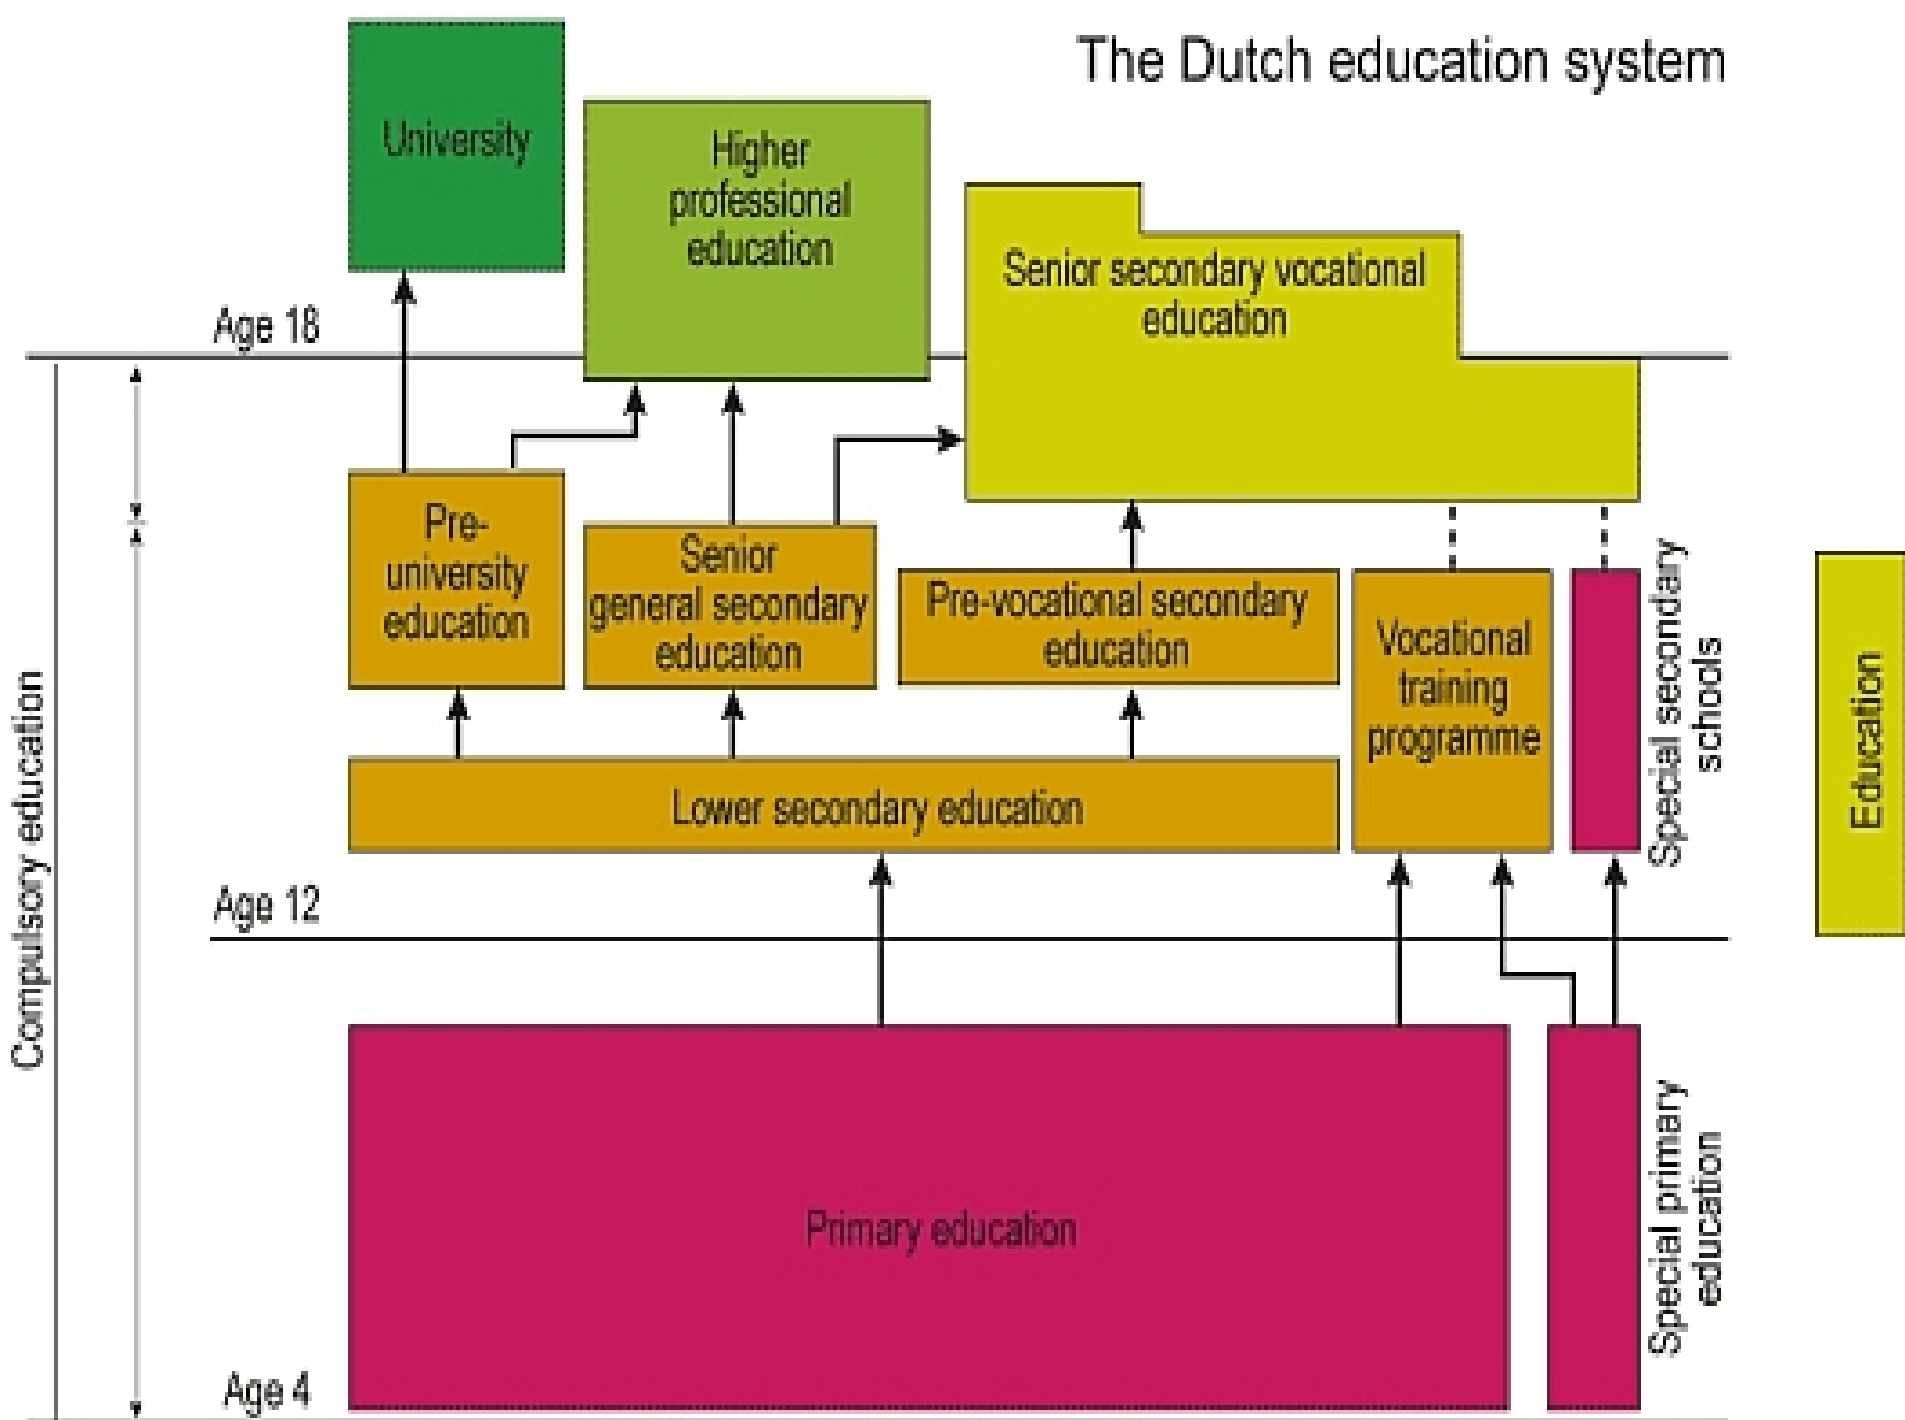 The Dutch education system
University
Higher
professional
education
Senior secondary vocational
education
Age 18
Pre-
university
education
Senior
general secondary
education
Pre-vocational secondary
education
Vocational
training
programme
Special secondary
schools
Lower secondary education
Education
Compulsory education
Age 12
Primary education
Special primary
education
Age 4